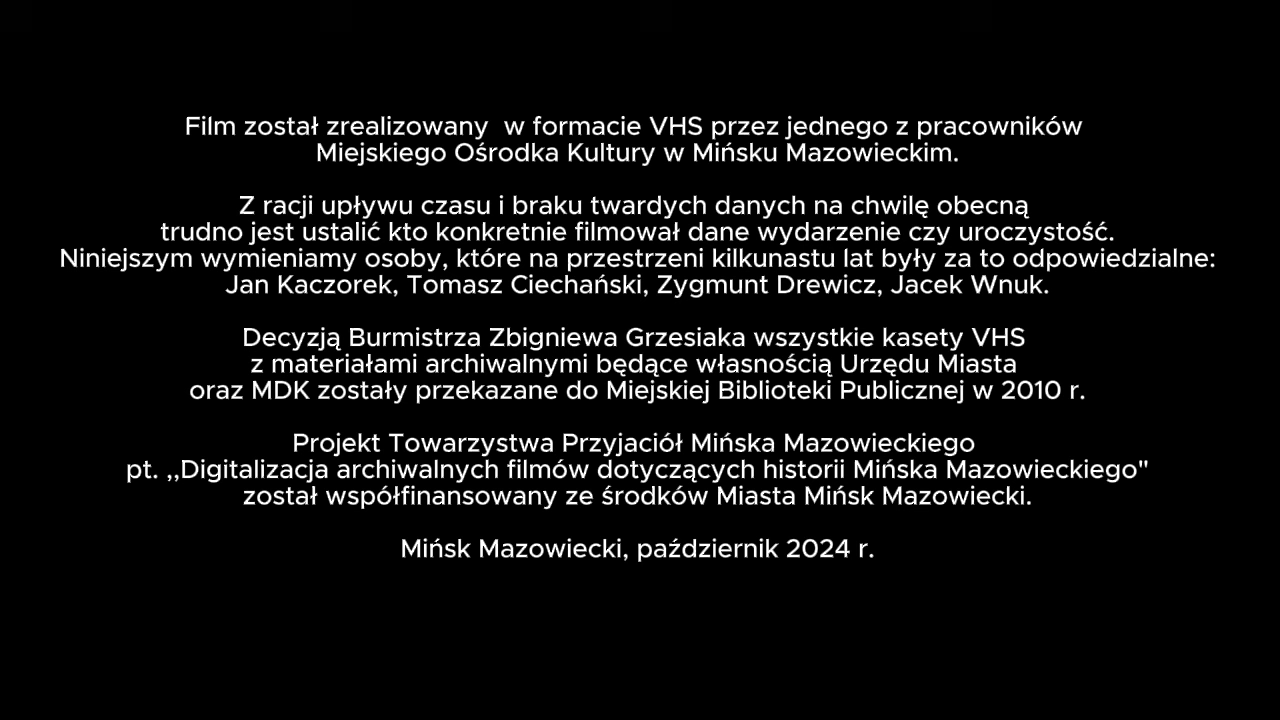 Film został zrealizowany  w formacie VHS przez jednego z pracowników
Miejskiego Ośrodka Kultury w Mińsku Mazowieckim.
Z racji upływu czasu i braku twardych danych na chwilę obecną
trudno jest ustalić kto konkretnie filmował dane wydarzenie czy uroczystość.
Niniejszym wymieniamy osoby, które na przestrzeni kilkunastu lat były za to odpowiedzialne:
Jan Kaczorek, Tomasz Ciechański, Zygmunt Drewicz, Jacek Wnuk.
Decyzją Burmistrza Zbigniewa Grzesiaka wszystkie kasety VHS
z materiałami archiwalnymi będące własnością Urzędu Miasta
oraz MDK zostały przekazane do Miejskiej Biblioteki Publicznej w 2010 r.
Projekt Towarzystwa Przyjaciół Mińska Mazowieckiego
pt. ,,Digitalizacja archiwalnych filmów dotyczących historii Mińska Mazowieckiego"
został współfinansowany ze środków Miasta Mińsk Mazowiecki.
Mińsk Mazowiecki, październik 2024 r.